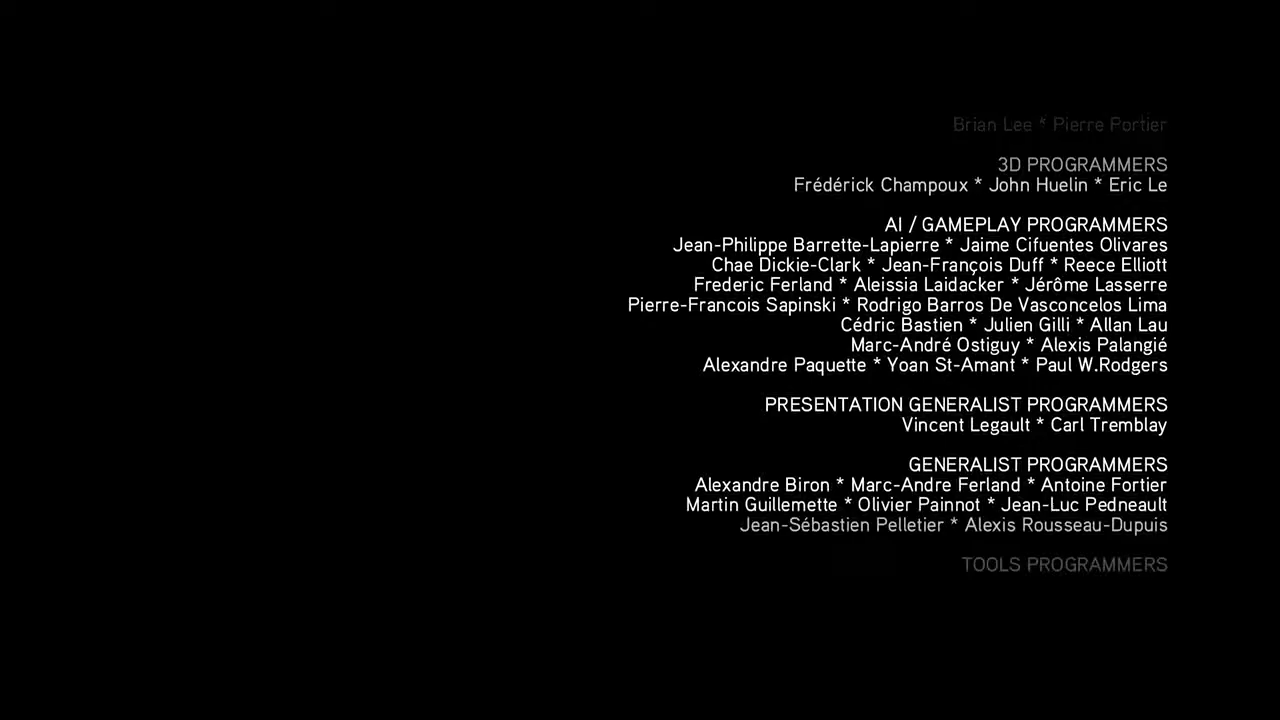 Brian Lee * Pierre Portier
3D PROGRAMMERS
Frédérick Champoux * John Huelin * Eric Le
AI / GAMEPLAY PROGRAMMERS
Jean-Philippe Barrette-Lapierre * Jaime Cifuentes Olivares
Chae Dickie-Clark * Jean-François Duff * Reece Elliott
Frederic Ferland * Aleissia Laidacker * Jérôme Lasserre
Pierre-Francois Sapinski * Rodrigo Barros De Vasconcelos Lima
Cédric Bastien * Julien Gilli * Allan Lau
Marc-André Ostiguy * Alexis Palangié
Alexandre Paquette * Yoan St-Amant * Paul W.Rodgers
PRESENTATION GENERALIST PROGRAMMERS
Vincent Legault * Carl Tremblay
GENERALIST PROGRAMMERS
Alexandre Biron * Marc-Andre Ferland * Antoine Fortier
Martin Guillemette * Olivier Painnot * Jean-Luc Pedneault
Jean-Sébastien Pelletier * Alexis Rousseau-Dupuis
TOOLS PROGRAMMERS